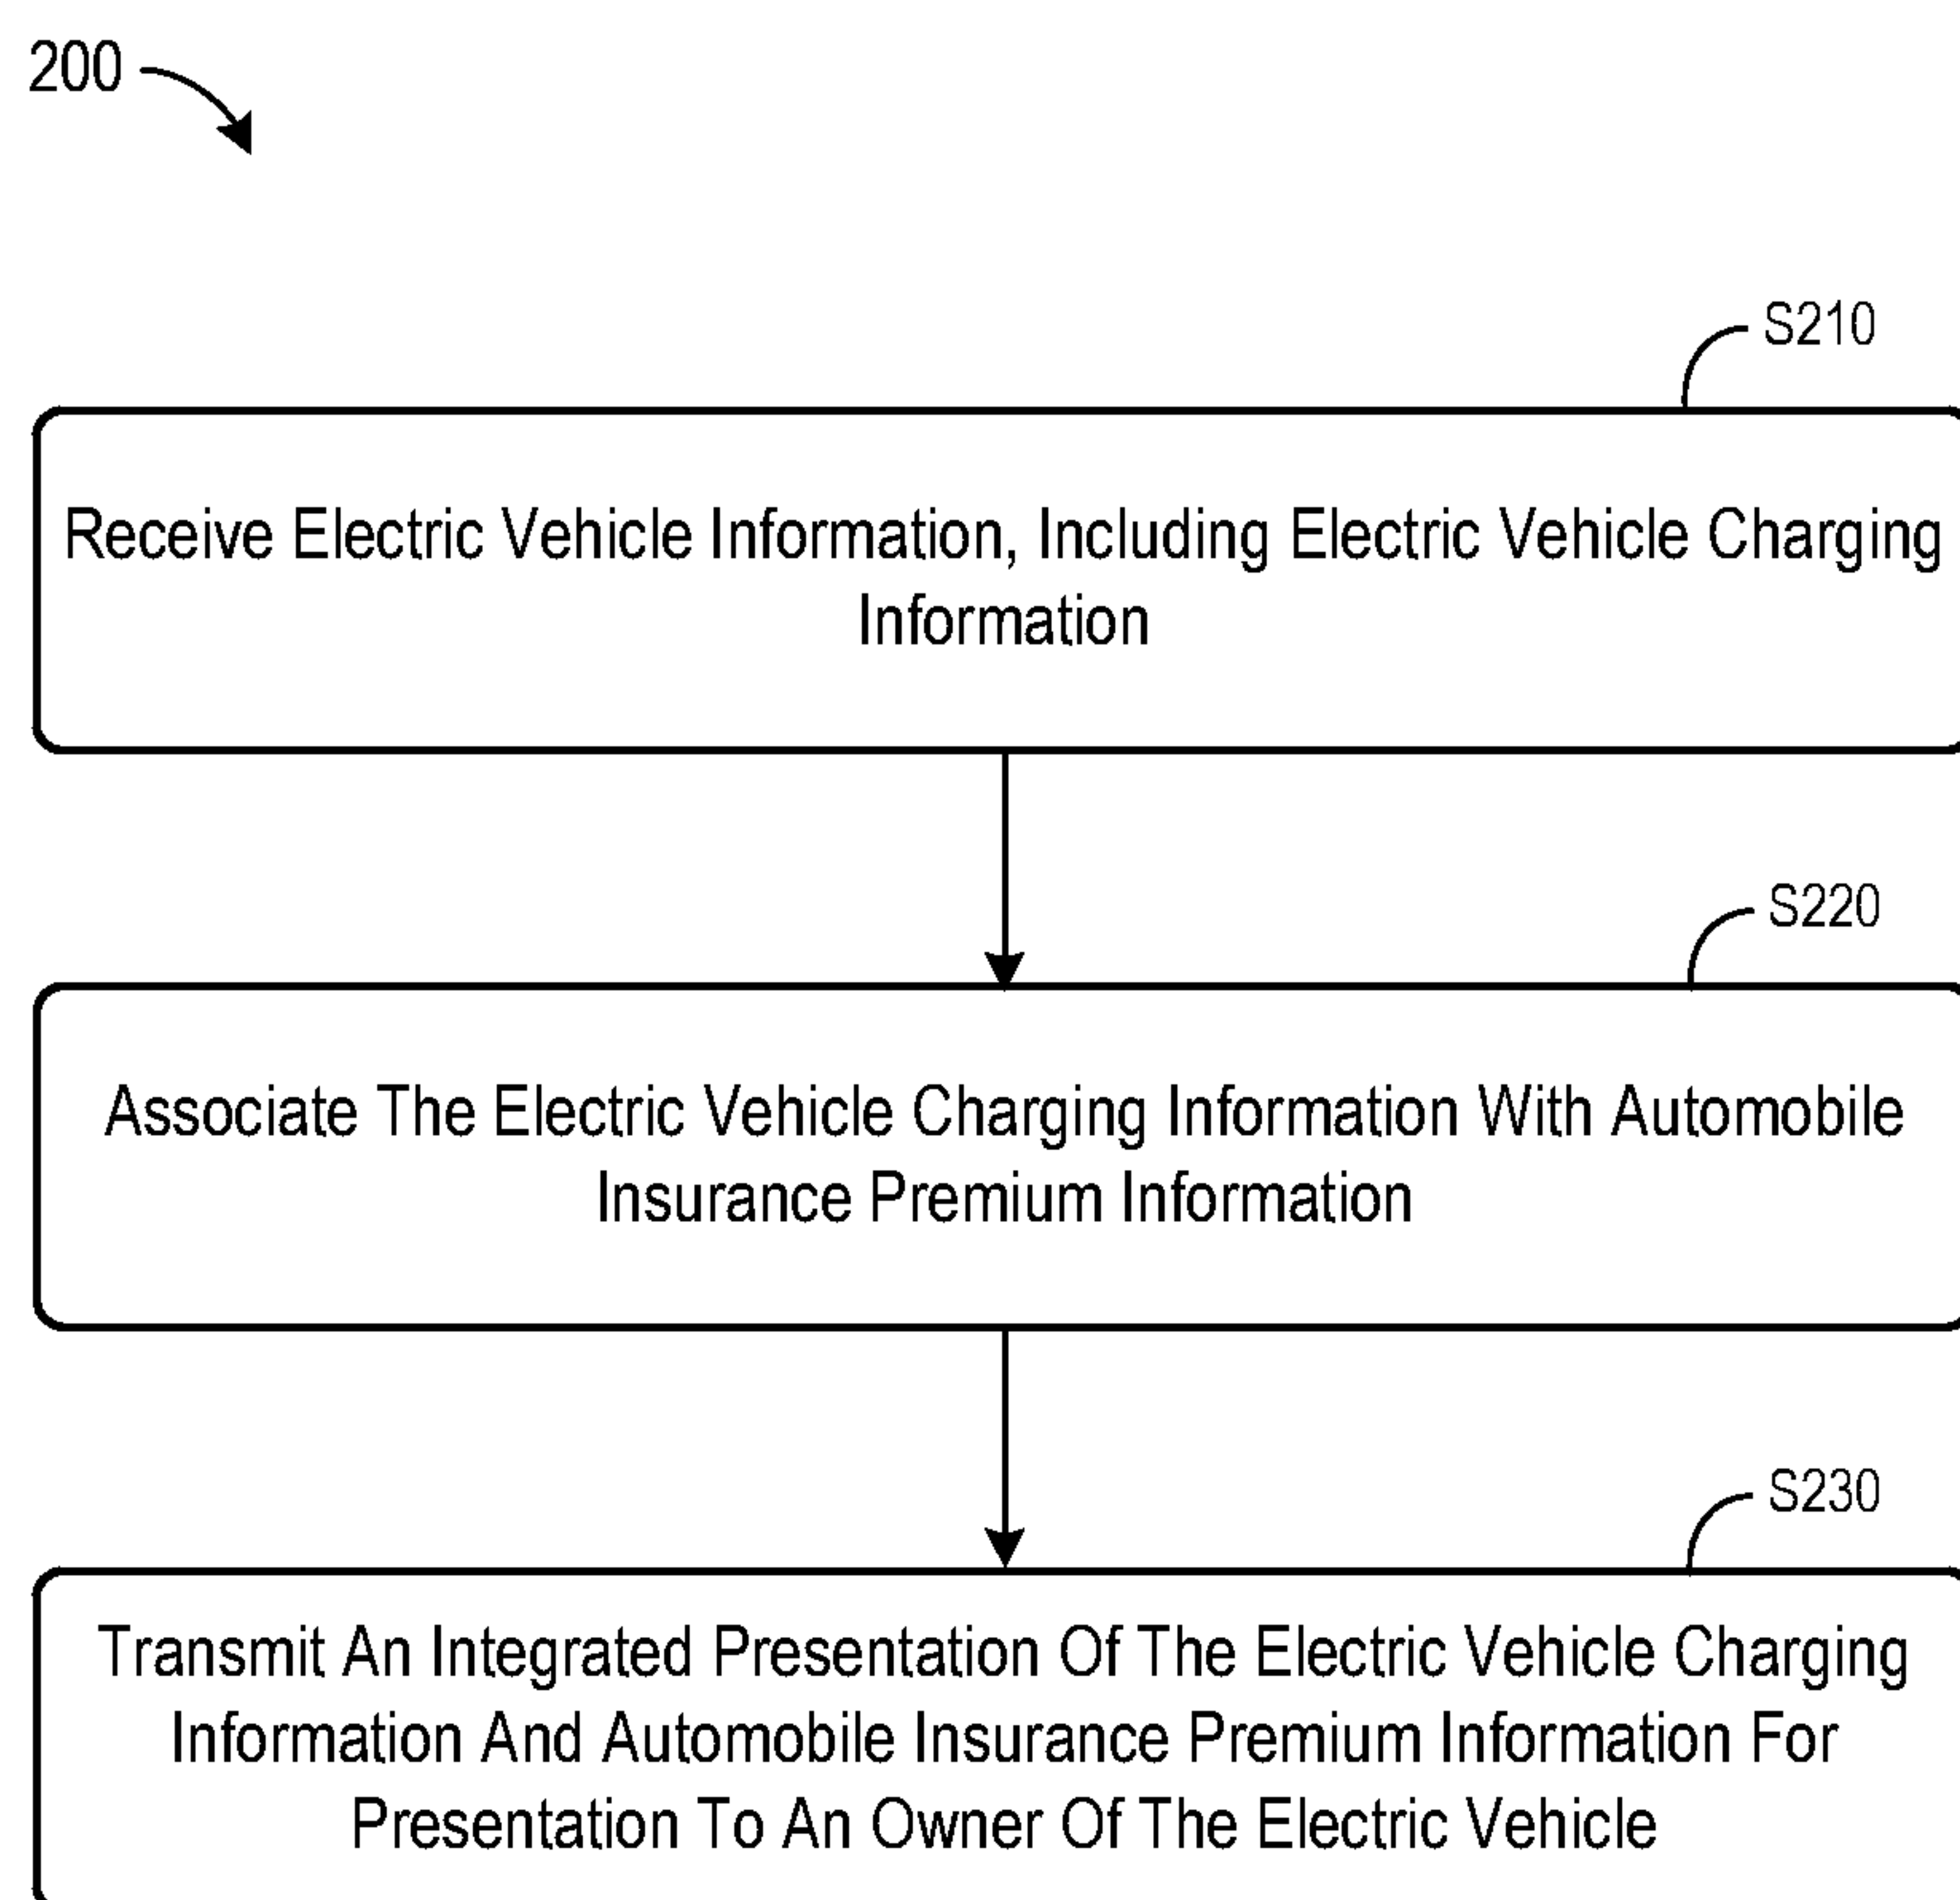 200
S210
Receive Electric Vehicle Information, Including Electric Vehicle Charging
Information
S220
Associate The Electric Vehicle Charging Information With Automobile
Insurance Premium Information
S230
Transmit An Integrated Presentation Of The Electric Vehicle Charging
Information And Automobile Insurance Premium Information For
Presentation To An Owner Of The Electric Vehicle